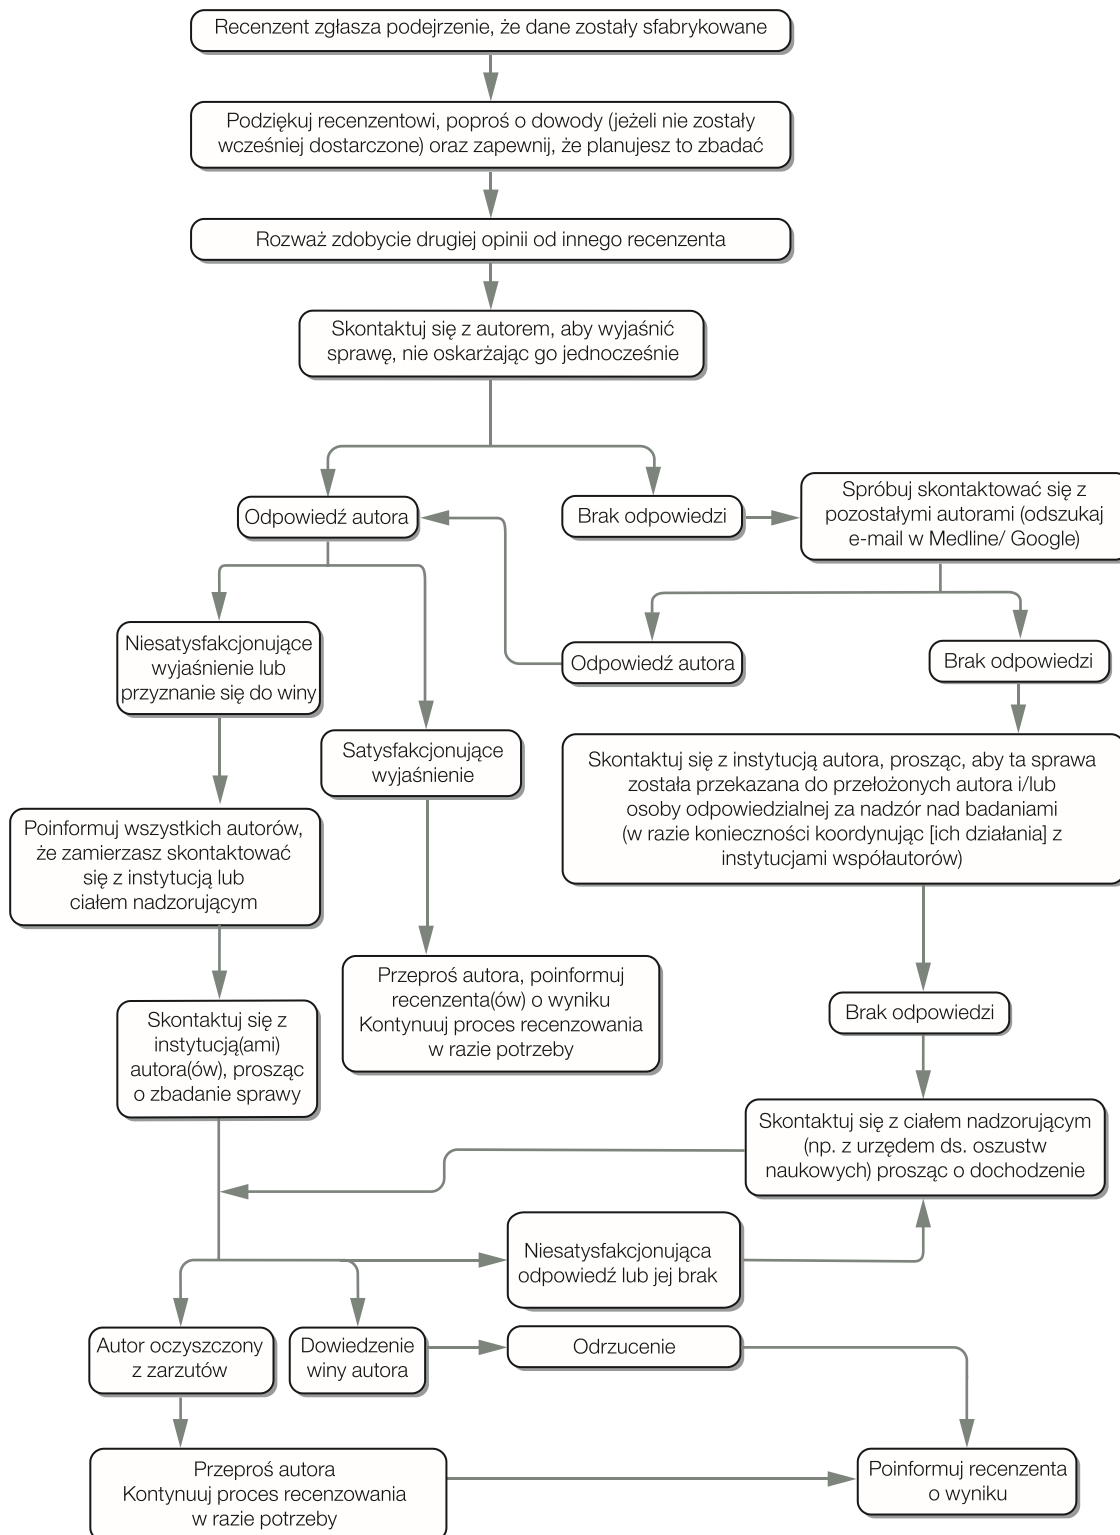 Recenzent zgłasza podejrzenie, że dane zostały sfabrykowane
Podziękuj recenzentowi, poproś o dowody (jeżeli nie zostały
wcześniej dostarczone) oraz zapewnij, że planujesz to zbadać
Rozważ zdobycie drugiej opinii od innego recenzenta
Skontaktuj się z autorem, aby wyjaśnić
sprawę, nie oskarżając go jednocześnie
Odpowiedź autora
Brak odpowiedzi
Spróbuj skontaktować się z
pozostałymi autorami (odszukaj
e-mail w Medline/ Google)
Niesatysfakcjonujące
wyjaśnienie lub
przyznanie się do winy
Odpowiedź autora
Brak odpowiedzi
Satysfakcjonujące
wyjaśnienie
Skontaktuj się z instytucją autora, prosząc, aby ta sprawa
została przekazana do przełożonych autora i/lub
osoby odpowiedzialnej za nadzór nad badaniami
(w razie konieczności koordynując [ich działania] z
instytucjami współautorów)
Poinformuj wszystkich autorów,
że zamierzasz skontaktować
się z instytucją lub
ciałem nadzorującym
Przeproś autora, poinformuj
recenzenta(ów) o wyniku
Kontynuuj proces recenzowania
w razie potrzeby
Brak odpowiedzi
Skontaktuj się z
instytucją(ami)
autora(ów), prosząc
o zbadanie sprawy
Skontaktuj się z ciałem nadzorującym
(np. z urzędem ds. oszustw
naukowych) prosząc o dochodzenie
Niesatysfakcjonująca
odpowiedź lub jej brak
Autor oczyszczony
z zarzutów
Dowiedzenie
winy autora
Odrzucenie
Przeproś autora
Kontynuuj proces recenzowania
w razie potrzeby
Poinformuj recenzenta
o wyniku